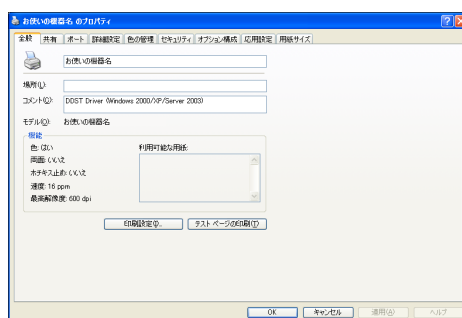 お使いの機器名 のプロパティ
全般 共有 ポート 詳細設定 色の管理 セキュリティ オプション構成 応用設定 用紙サイズ
お使いの機器名
場所(L):
コメント(C): DDST Driver (Windows 2000/XP/Server 2003)
モデル(O): お使いの機器名
機能
色: はい 利用可能な用紙:
両面: いいえ
ホチキス止め: いいえ
速度: 16 ppm
最高解像度: 600 dpi
印刷設定(I)... テスト ページの印刷(T)
OK キャンセル 適用(A) ヘルプ